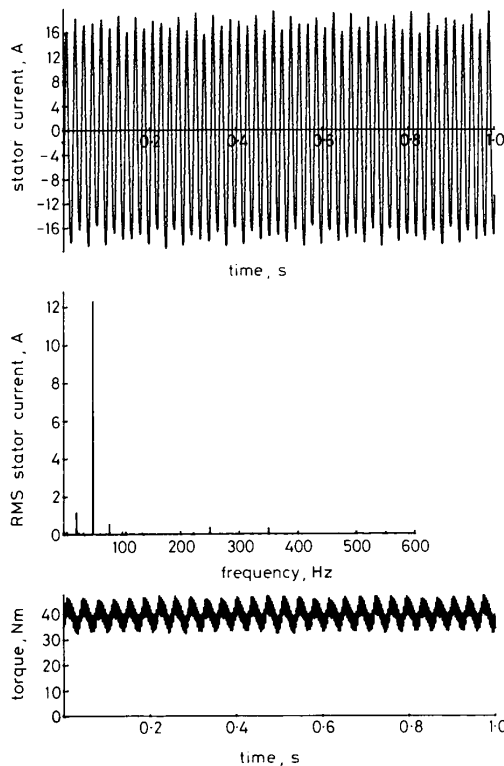 stator current, A
16
12
8
4
0
-4
-8
-12
-16
0·2 0·4 0·6 0·8 1·0
time, s
RMS stator current, A
12
10
8
6
4
2
0
100 200 300 400 500 600
frequency, Hz
torque, Nm
40
30
20
10
0
0·2 0·4 0·6 0·8 1·0
time, s